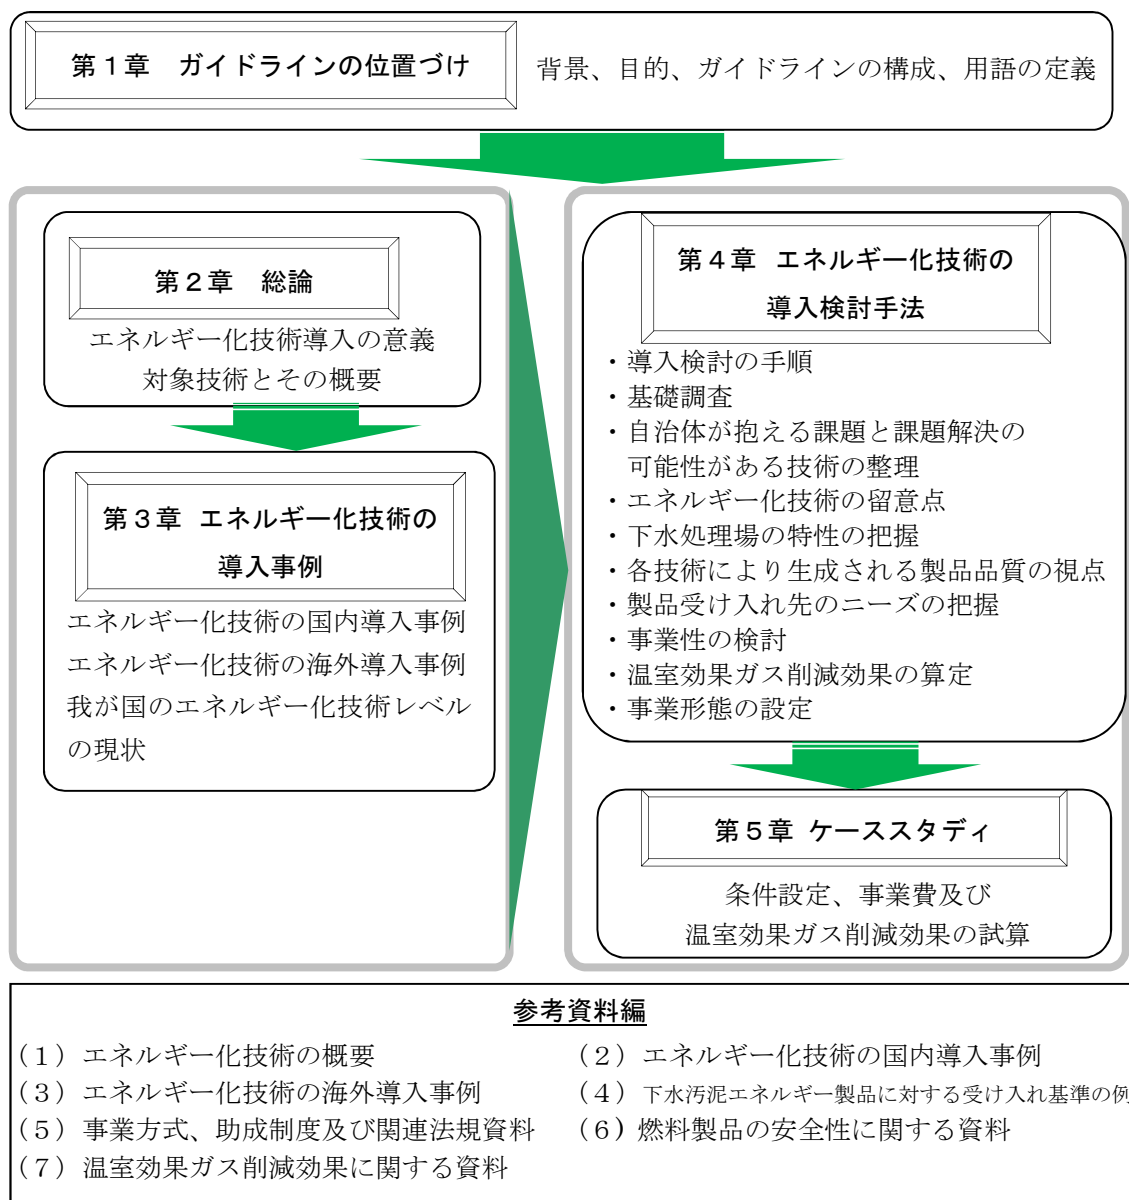 第1章　ガイドラインの位置づけ
背景、目的、ガイドラインの構成、用語の定義
第2章　総論
エネルギー化技術導入の意義
対象技術とその概要
第3章 エネルギー化技術の
導入事例
エネルギー化技術の国内導入事例
エネルギー化技術の海外導入事例
我が国のエネルギー化技術レベル
の現状
第4章 エネルギー化技術の
導入検討手法
・導入検討の手順
・基礎調査
・自治体が抱える課題と課題解決の
可能性がある技術の整理
・エネルギー化技術の留意点
・下水処理場の特性の把握
・各技術により生成される製品品質の視点
・製品受け入れ先のニーズの把握
・事業性の検討
・温室効果ガス削減効果の算定
・事業形態の設定
第5章 ケーススタディ
条件設定、事業費及び
温室効果ガス削減効果の試算
参考資料編
（1）エネルギー化技術の概要
（2）エネルギー化技術の国内導入事例
（3）エネルギー化技術の海外導入事例
（4）下水汚泥エネルギー製品に対する受け入れ基準の例
（5）事業方式、助成制度及び関連法規資料
（6）燃料製品の安全性に関する資料
（7）温室効果ガス削減効果に関する資料